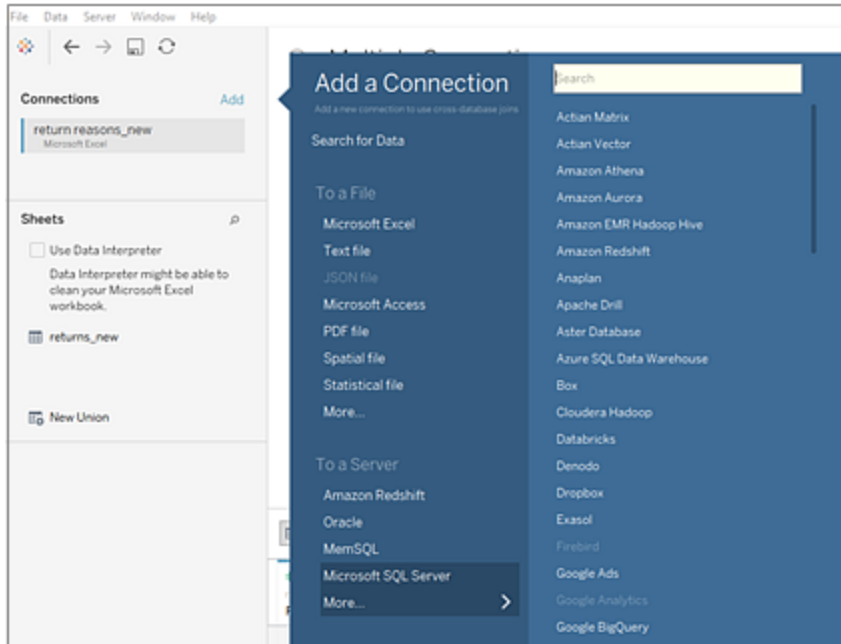 File Data Server Window Help
Connections Add
return reasons_new
Microsoft Excel
Sheets
Use Data Interpreter
Data Interpreter might be able to
clean your Microsoft Excel
workbook.
returns_new
New Union
Add a Connection
Add a new connection to use cross-database joins
Search for Data
To a File
Microsoft Excel
Text file
JSON file
Microsoft Access
PDF file
Spatial file
Statistical file
More...
To a Server
Amazon Redshift
Oracle
MemSQL
Microsoft SQL Server
More...
Search
Actian Matrix
Actian Vector
Amazon Athena
Amazon Aurora
Amazon EMR Hadoop Hive
Amazon Redshift
Anaplan
Apache Drill
Aster Database
Azure SQL Data Warehouse
Box
Cloudera Hadoop
Databricks
Denodo
Dropbox
Exasol
Firebird
Google Ads
Google Analytics
Google BigQuery